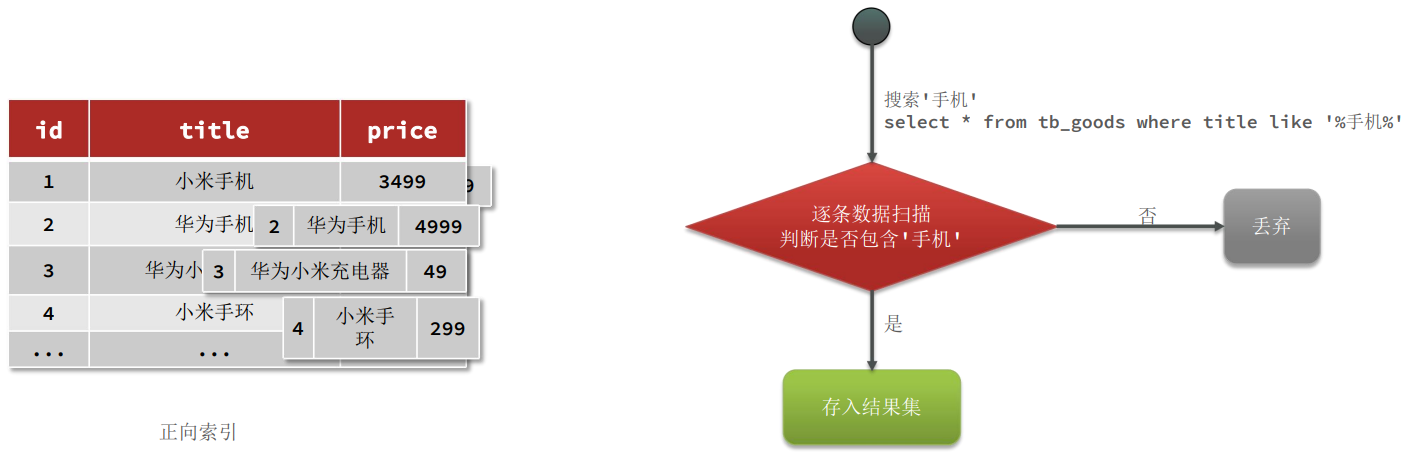 id title price
1 小米手机 3499 9
2 华为手机 2 华为手机 4999
3 华为小 3 华为小米充电器 49
4 小米手环 4 小米手 299
环
... ...
正向索引
搜索'手机'
select * from tb_goods where title like '%手机%'
逐条数据扫描
判断是否包含'手机'
否
丢弃
是
存入结果集